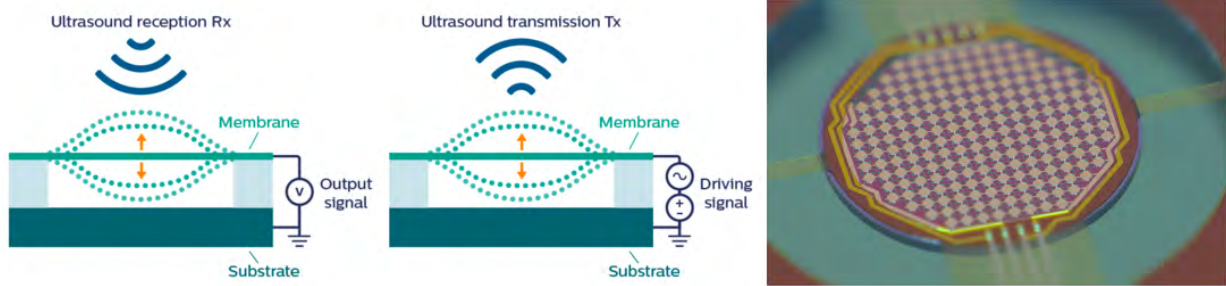 Ultrasound reception Rx
Membrane
V
Output
signal
Substrate
Ultrasound transmission Tx
Membrane
Driving
signal
Substrate